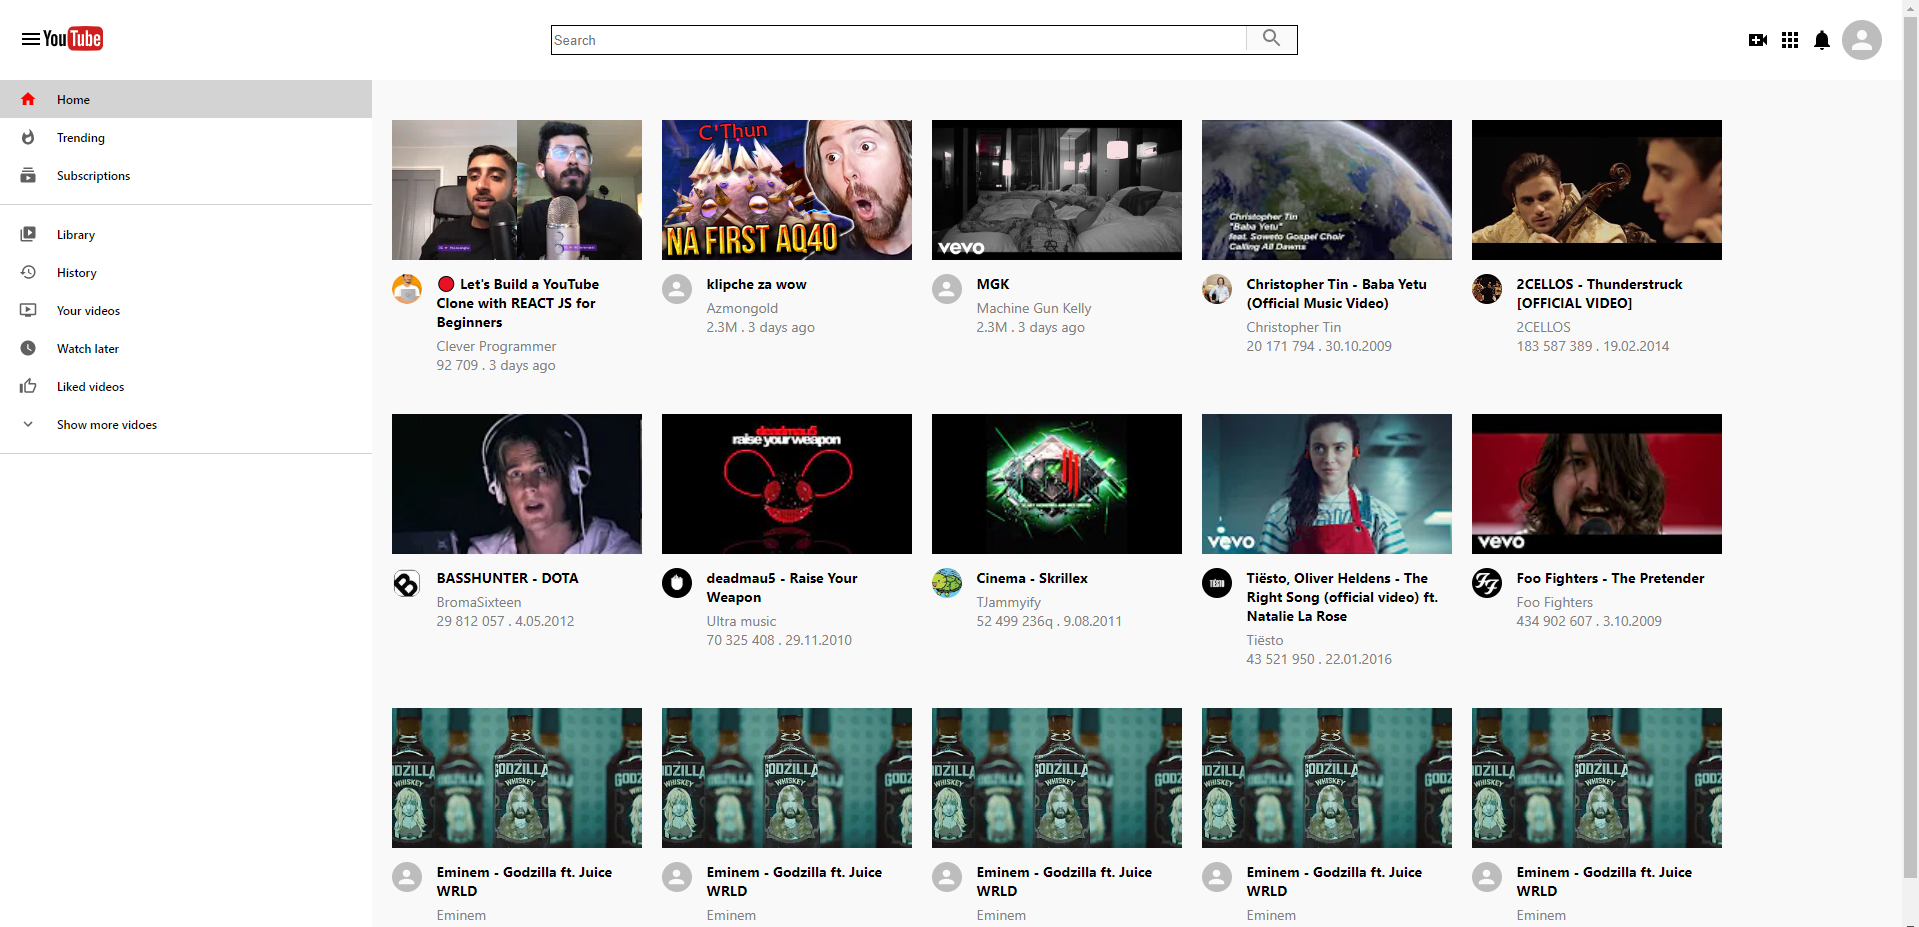 YouTube
Search
Home
Trending
Subscriptions
Library
History
Your videos
Watch later
Liked videos
Show more vidoes
C'Thun
NA FIRST AQ40
vevo
Christopher Tin
"Baba Yetu"
feat. Soweto Gospel Choir
Calling All Dawns
🔴 Let's Build a YouTube
Clone with REACT JS for
Beginners
Clever Programmer
92 709 . 3 days ago
klipche za wow
Azmongold
2.3M . 3 days ago
MGK
Machine Gun Kelly
2.3M . 3 days ago
Christopher Tin - Baba Yetu
(Official Music Video)
Christopher Tin
20 171 794 . 30.10.2009
2CELLOS - Thunderstruck
[OFFICIAL VIDEO]
2CELLOS
183 587 389 . 19.02.2014
deadmau5
raise your weapon
vevo
vevo
BASSHUNTER - DOTA
BromaSixteen
29 812 057 . 4.05.2012
deadmau5 - Raise Your
Weapon
Ultra music
70 325 408 . 29.11.2010
Cinema - Skrillex
TJammyify
52 499 236q . 9.08.2011
TIËSTO
Tiësto, Oliver Heldens - The
Right Song (official video) ft.
Natalie La Rose
Tiësto
43 521 950 . 22.01.2016
FF
Foo Fighters - The Pretender
Foo Fighters
434 902 607 . 3.10.2009
GODZILLA
WHISKEY
GODZILLA
WHISKEY
GODZILLA
WHISKEY
GODZILLA
WHISKEY
GODZILLA
WHISKEY
Eminem - Godzilla ft. Juice
WRLD
Eminem
Eminem - Godzilla ft. Juice
WRLD
Eminem
Eminem - Godzilla ft. Juice
WRLD
Eminem
Eminem - Godzilla ft. Juice
WRLD
Eminem
Eminem - Godzilla ft. Juice
WRLD
Eminem